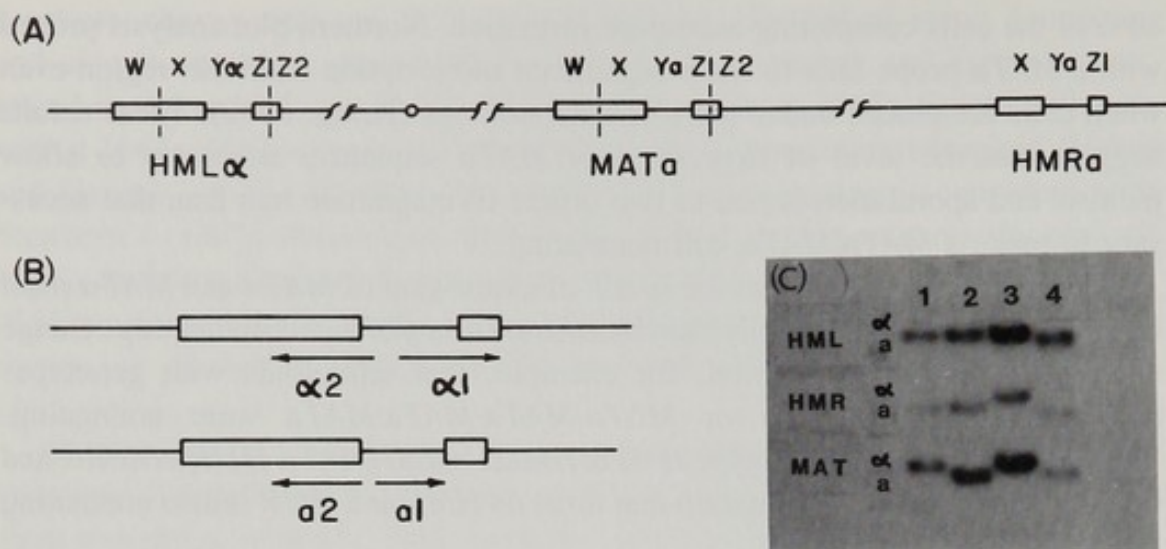 (A)
W X Yα Z1 Z2 W X Ya Z1 Z2 X Ya Z1
HMLα MATa HMRa
(B)
α2 α1
a2 a1
(C)
1 2 3 4
HML α
a
HMR α
a
MAT α
a